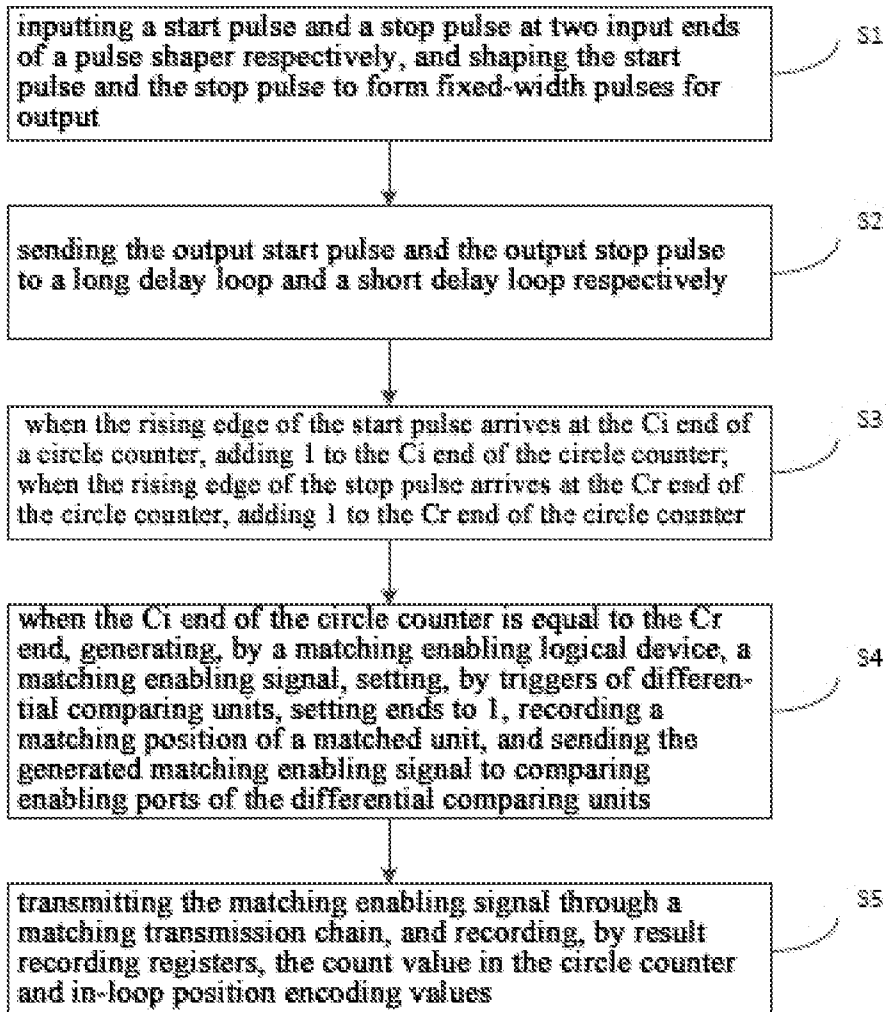 inputting a start pulse and a stop pulse at two input ends
of a pulse shaper respectively, and shaping the start
pulse and the stop pulse to form fixed-width pulses for
output
S1
sending the output start pulse and the output stop pulse
to a long delay loop and a short delay loop respectively
S2
when the rising edge of the start pulse arrives at the Ci end of
a circle counter, adding 1 to the Ci end of the circle counter;
when the rising edge of the stop pulse arrives at the Cr end of
the circle counter, adding 1 to the Cr end of the circle counter
S3
when the Ci end of the circle counter is equal to the Cr
end, generating, by a matching enabling logical device, a
matching enabling signal, setting, by triggers of differen-
tial comparing units, setting ends to 1, recording a
matching position of a matched unit, and sending the
generated matching enabling signal to comparing
enabling ports of the differential comparing units
S4
transmitting the matching enabling signal through a
matching transmission chain, and recording, by result
recording registers, the count value in the circle counter
and in-loop position encoding values
S5